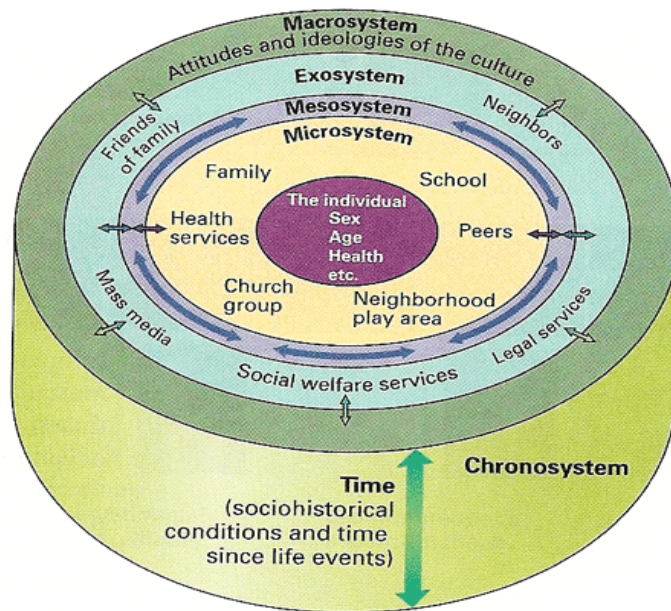 Macrosystem
Attitudes and ideologies of the culture
Exosystem
Mesosystem
Microsystem
Friends
of family
Neighbors
Family
School
The individual
Sex
Age
Health
etc.
Health
services
Peers
Church
group
Neighborhood
play area
Mass media
Legal services
Social welfare services
Chronosystem
Time
(sociohistorical
conditions and time
since life events)